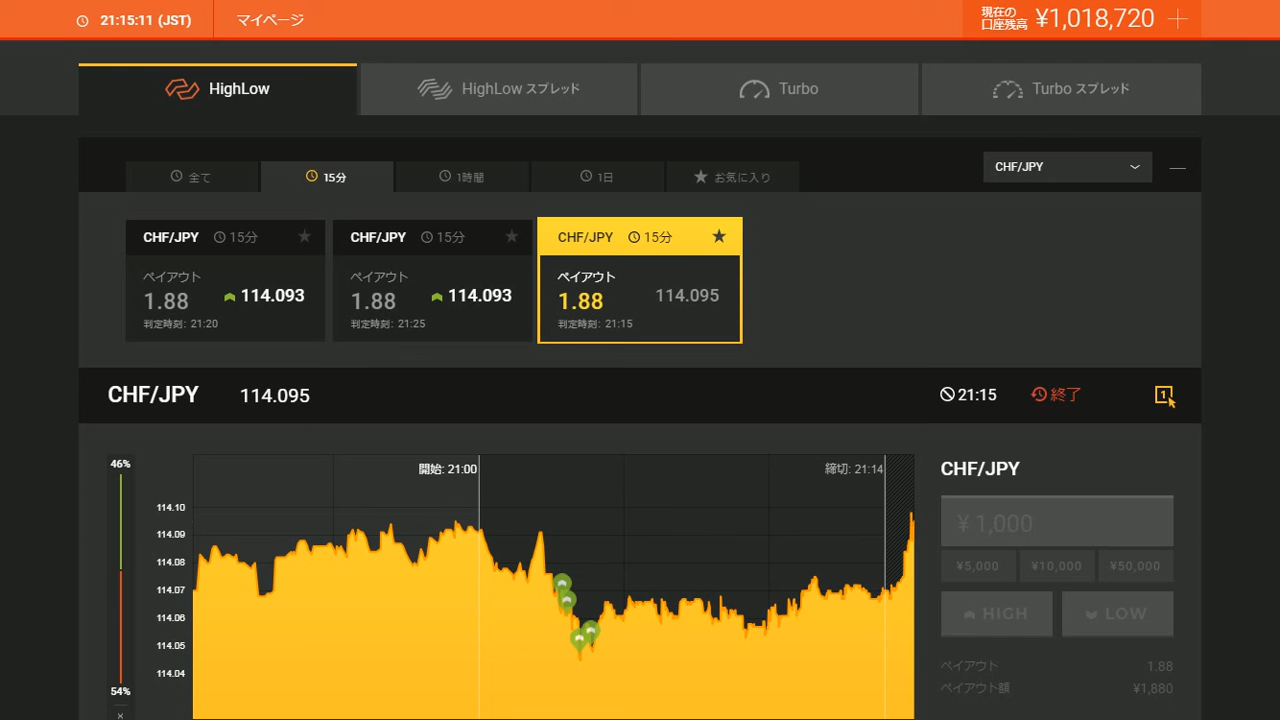 21:15:11 (JST)
マイページ
現在の
口座残高
¥1,018,720
HighLow
HighLow スプレッド
Turbo
Turbo スプレッド
全て
15分
1時間
1日
お気に入り
CHF/JPY
CHF/JPY 15分
ペイアウト
1.88
114.093
判定時刻: 21:20
CHF/JPY 15分
ペイアウト
1.88
114.093
判定時刻: 21:25
CHF/JPY 15分
ペイアウト
1.88
114.095
判定時刻: 21:15
CHF/JPY
114.095
21:15
終了
1
46%
54%
x
開始: 21:00
締切: 21:14
114.10
114.09
114.08
114.07
114.06
114.05
114.04
CHF/JPY
¥ 1,000
¥5,000
¥10,000
¥50,000
HIGH
LOW
ペイアウト 1.88
ペイアウト額 ¥1,880